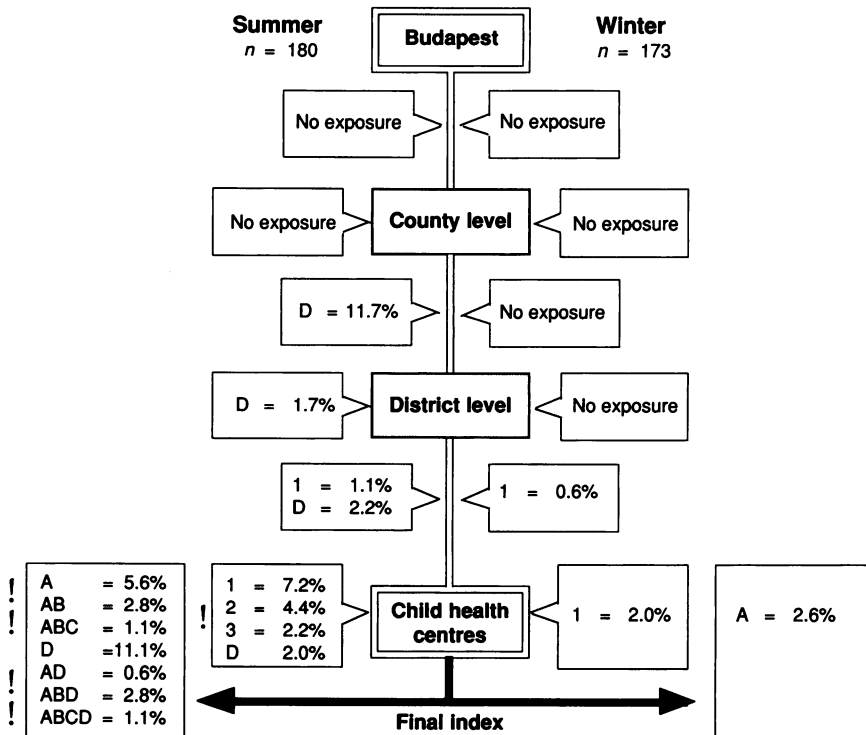 Summer
n = 180
Budapest
Winter
n = 173
No exposure
No exposure
No exposure
County level
No exposure
D = 11.7%
No exposure
D = 1.7%
District level
No exposure
1 = 1.1%
D = 2.2%
1 = 0.6%
! A = 5.6%
! AB = 2.8%
ABC = 1.1%
D =11.1%
! AD = 0.6%
! ABD = 2.8%
ABCD = 1.1%
1 = 7.2%
! 2 = 4.4%
3 = 2.2%
D 2.0%
Child health
centres
1 = 2.0%
A = 2.6%
Final index